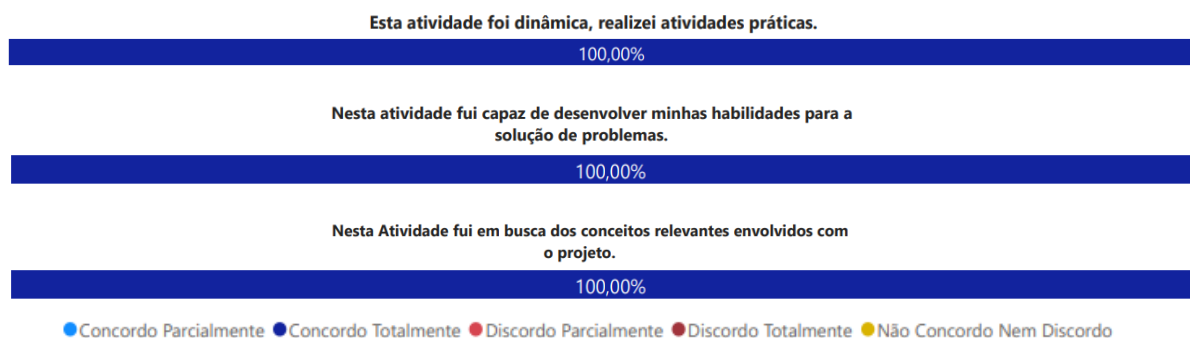 Esta atividade foi dinâmica, realizei atividades práticas.
100,00%
Nesta atividade fui capaz de desenvolver minhas habilidades para a
solução de problemas.
100,00%
Nesta Atividade fui em busca dos conceitos relevantes envolvidos com
o projeto.
100,00%
Concordo Parcialmente Concordo Totalmente Discordo Parcialmente Discordo Totalmente Não Concordo Nem Discordo